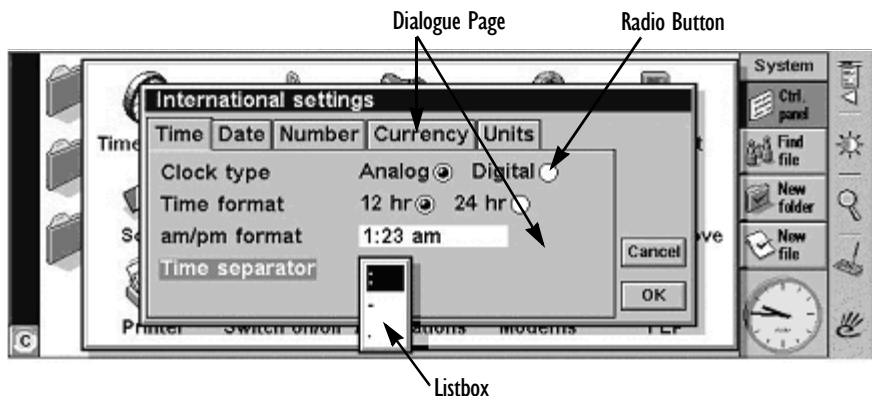 Dialogue Page Radio Button
System
International settings
Ctrl. panel
Time
Time Date Number Currency Units
Clock type Analog Digital
Find file
Time format 12 hr 24 hr
New folder
am/pm format 1:23 am
Cancel
New file
Time separator
:
-
.
OK
Printer Switch on/off Modems
C
Listbox